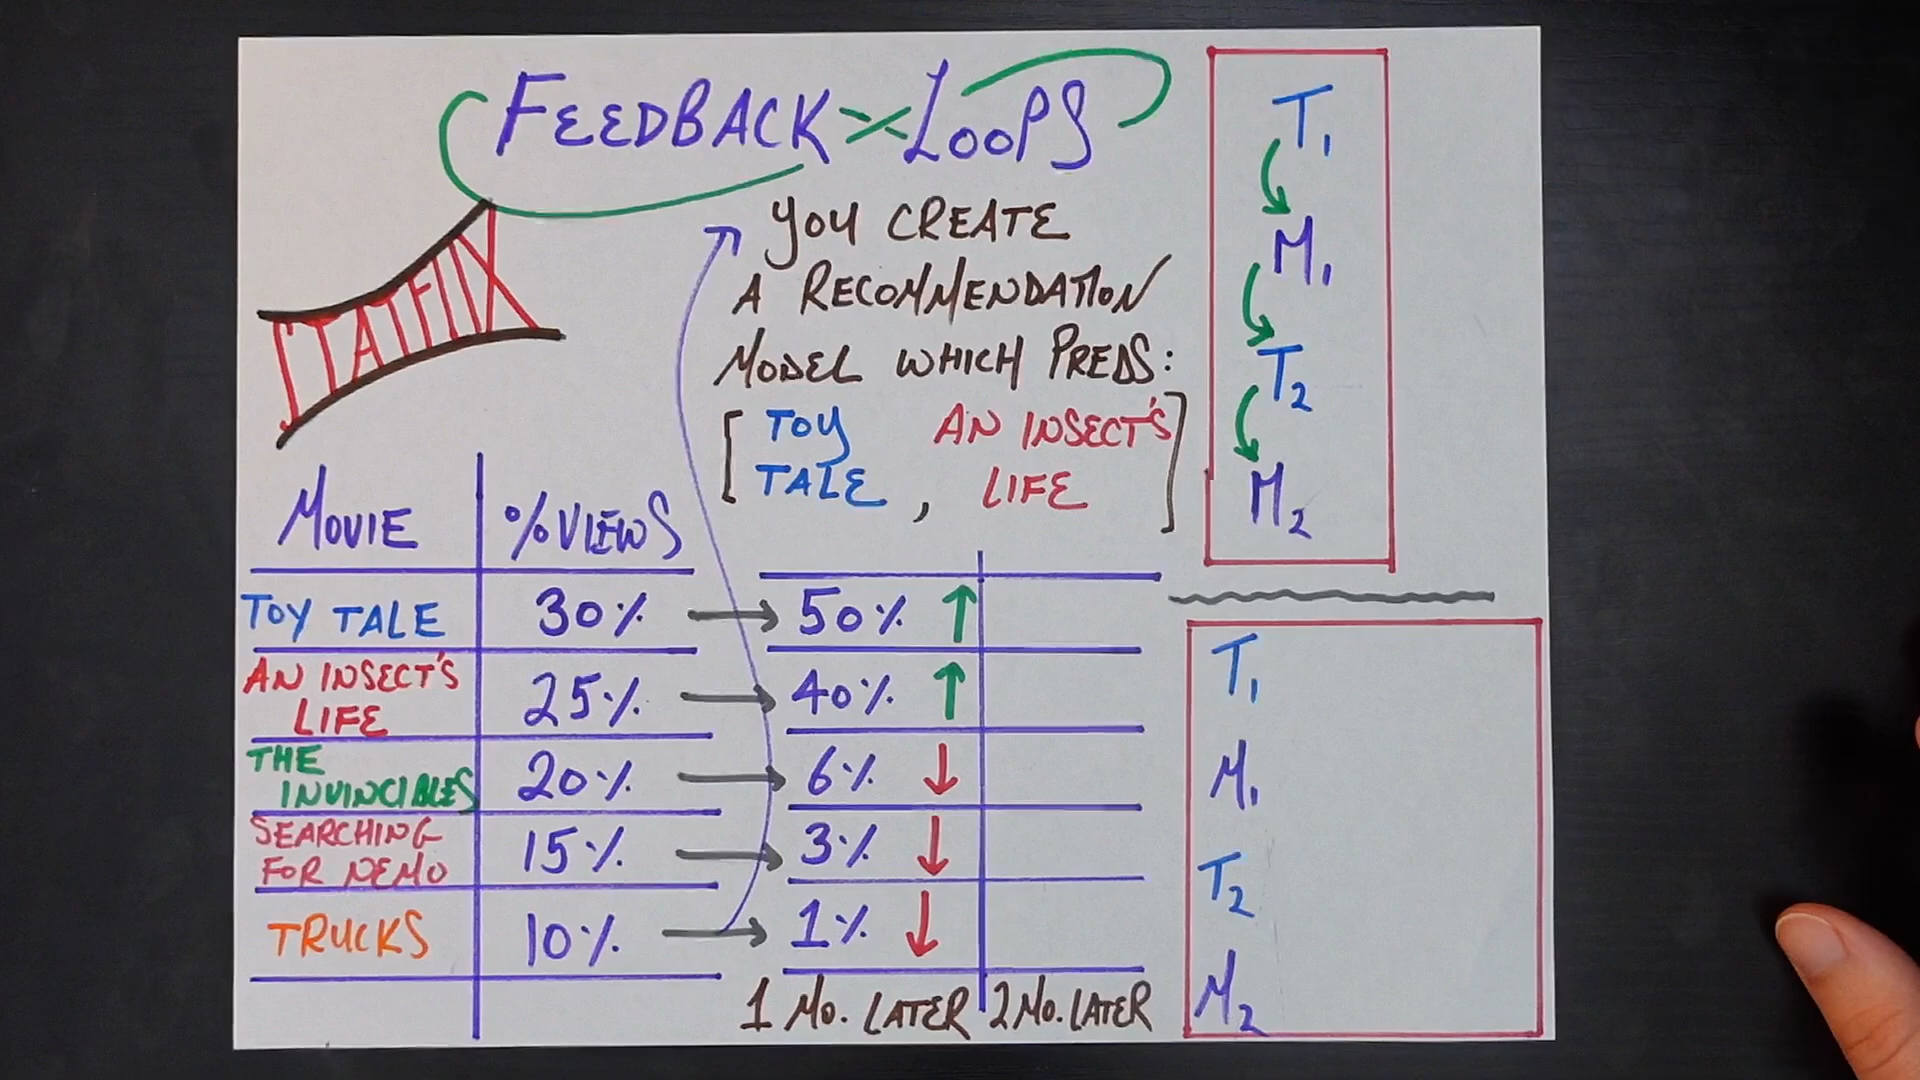 FEEDBACK LOOPS
STATFLIX
YOU CREATE
A RECOMMENDATION
MODEL WHICH PREDS:
[TOY TALE, AN INSECT'S LIFE]
MOVIE %VIEWS
TOY TALE 30% → 50% ↑
AN INSECT'S LIFE 25% → 40% ↑
THE INVINCIBLES 20% → 6% ↓
SEARCHING FOR NEMO 15% → 3% ↓
TRUCKS 10% → 1% ↓
1 MO. LATER 2 MO. LATER
T1
M1
T2
M2
T1
M1
T2
M2